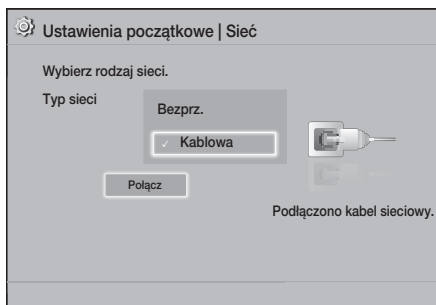 Ustawienia początkowe | Sieć
Wybierz rodzaj sieci.
Typ sieci
Bezprz.
✓ Kablowa
Połącz
Podłączono kabel sieciowy.